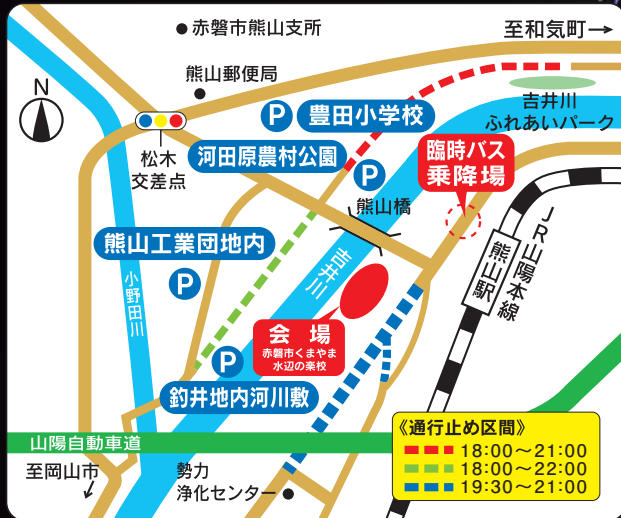 赤磐市熊山支所
至和気町→
熊山郵便局
N
P 豊田小学校
吉井川
ふれあいパーク
松木
交差点
河田原農村公園
P
臨時バス
乗降場
熊山橋
熊山工業団地内
P
小野田川
吉井川
JR山陽本線
熊山駅
会場
赤磐市くまやま
水辺の楽校
P
釣井地内河川敷
山陽自動車道
至岡山市
勢力
浄化センター
《通行止め区間》
18:00〜21:00
18:00〜22:00
19:30〜21:00